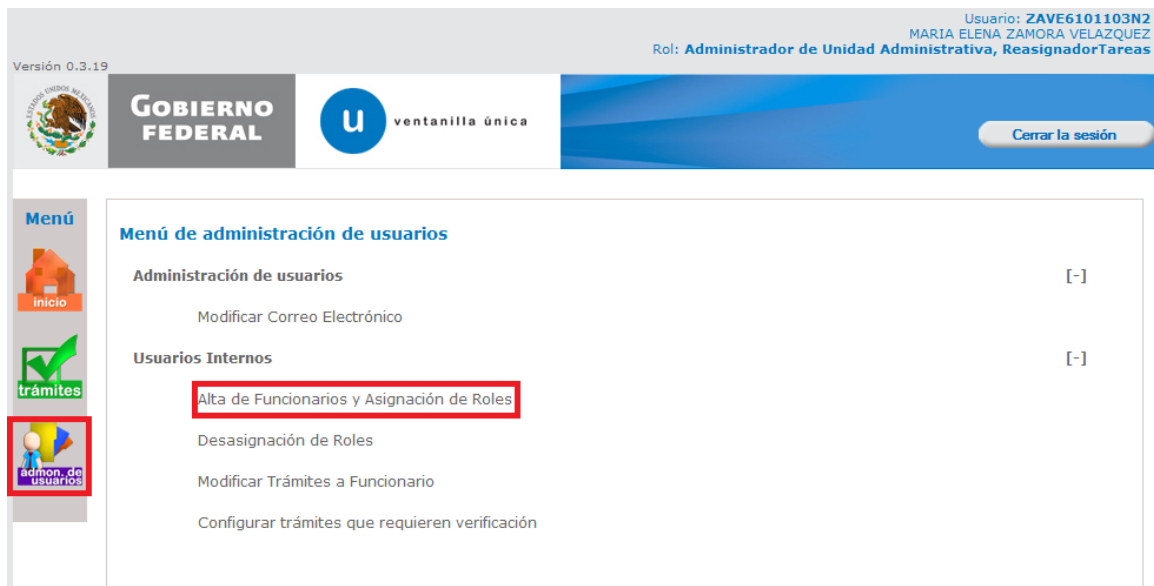 Usuario: ZAVE6101103N2
MARIA ELENA ZAMORA VELAZQUEZ
Rol: Administrador de Unidad Administrativa, ReasignadorTareas
Versión 0.3.19
ESTADOS UNIDOS MEXICANOS
GOBIERNO
FEDERAL
u
ventanilla única
Cerrar la sesión
Menú
inicio
trámites
admon. de
usuarios
Menú de administración de usuarios
Administración de usuarios [-]
Modificar Correo Electrónico
Usuarios Internos [-]
Alta de Funcionarios y Asignación de Roles
Desasignación de Roles
Modificar Trámites a Funcionario
Configurar trámites que requieren verificación